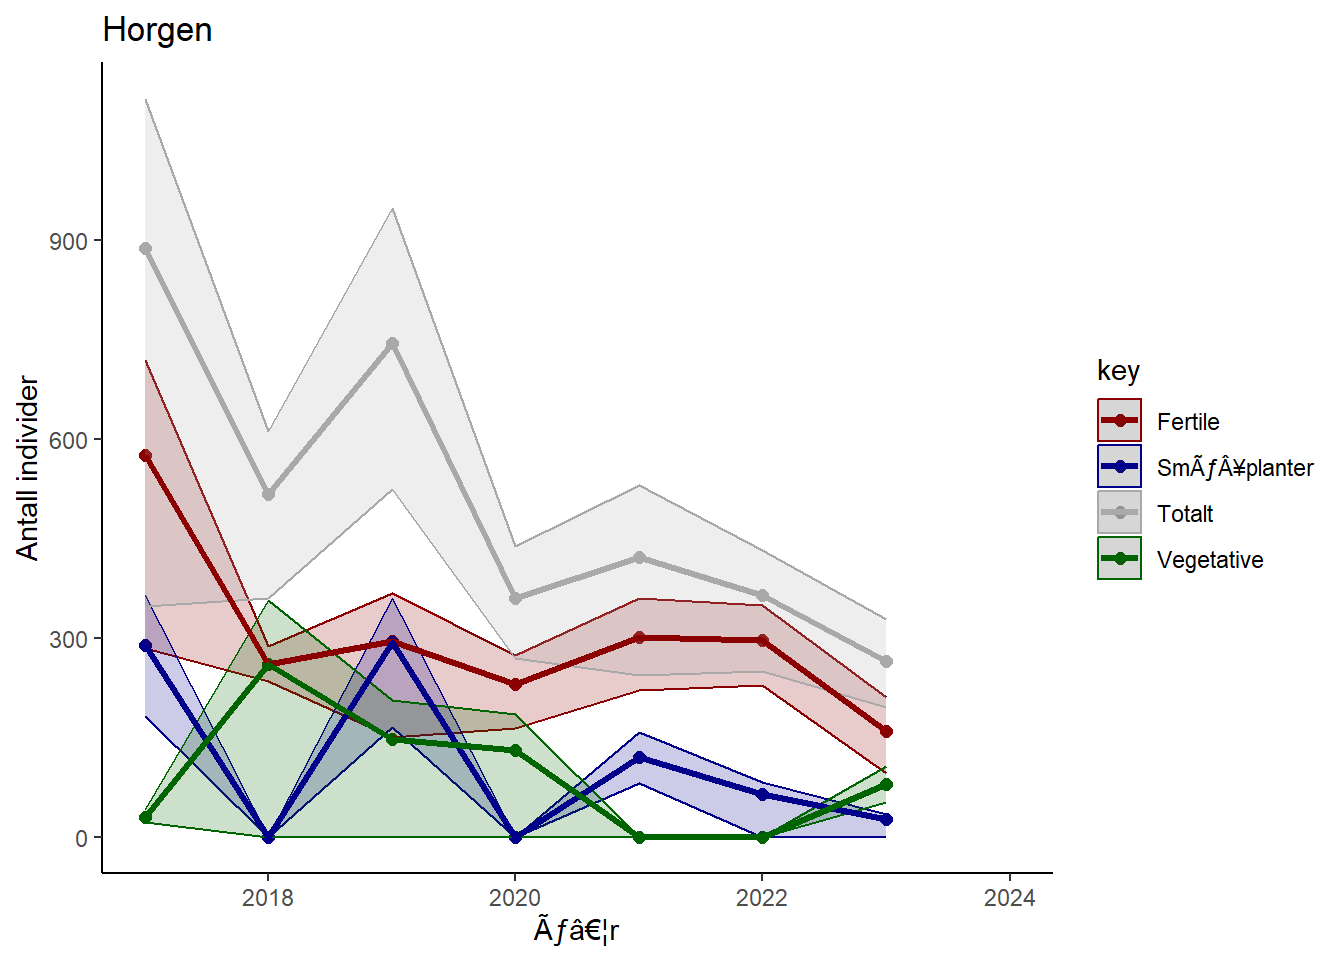 Horgen
Antall individer
900
600
300
0
2018
2020
2022
2024
Ãƒâ€¦r
key
Fertile
SmÃƒÂ¥planter
Totalt
Vegetative